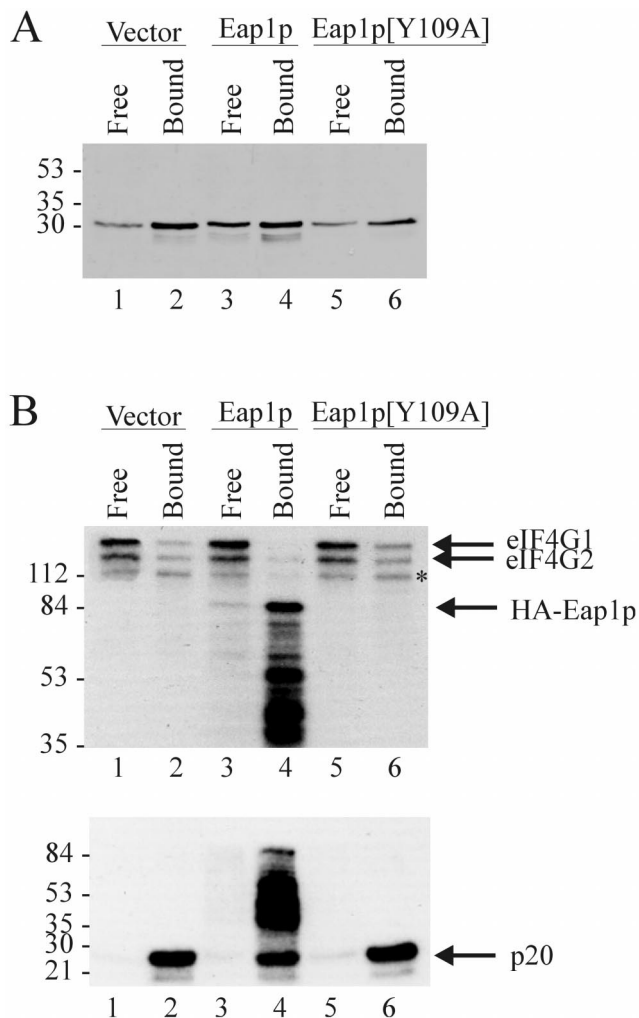 A
Vector Eap1p Eap1p[Y109A]
Free Bound Free Bound Free Bound
53 -
35 -
30 -
1 2 3 4 5 6
B
Vector Eap1p Eap1p[Y109A]
Free Bound Free Bound Free Bound
eIF4G1
eIF4G2
112 - *
84 - HA-Eap1p
53 -
35 -
1 2 3 4 5 6
84 -
53 -
35 -
30 -
p20
21 -
1 2 3 4 5 6